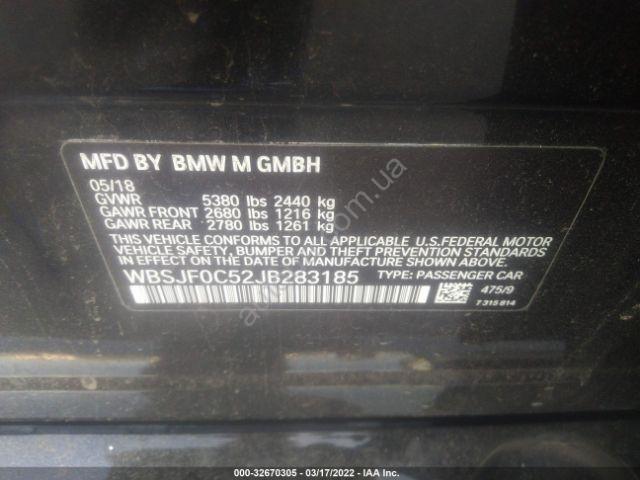 MFD BY BMW M GMBH
05/18
GVWR 5380 lbs 2440 kg
GAWR FRONT 2680 lbs 1216 kg
GAWR REAR 2780 lbs 1261 kg
THIS VEHICLE CONFORMS TO ALL APPLICABLE U.S.FEDERAL MOTOR
VEHICLE SAFETY, BUMPER AND THEFT PREVENTION
STANDARDS IN EFFECT ON THE DATE OF MANUFACTURE SHOWN ABOVE.
WBSJF0C52JB283185 TYPE: PASSENGER CAR
475/9
7 315 814
000-32670305 - 03/17/2022 - IAA Inc.